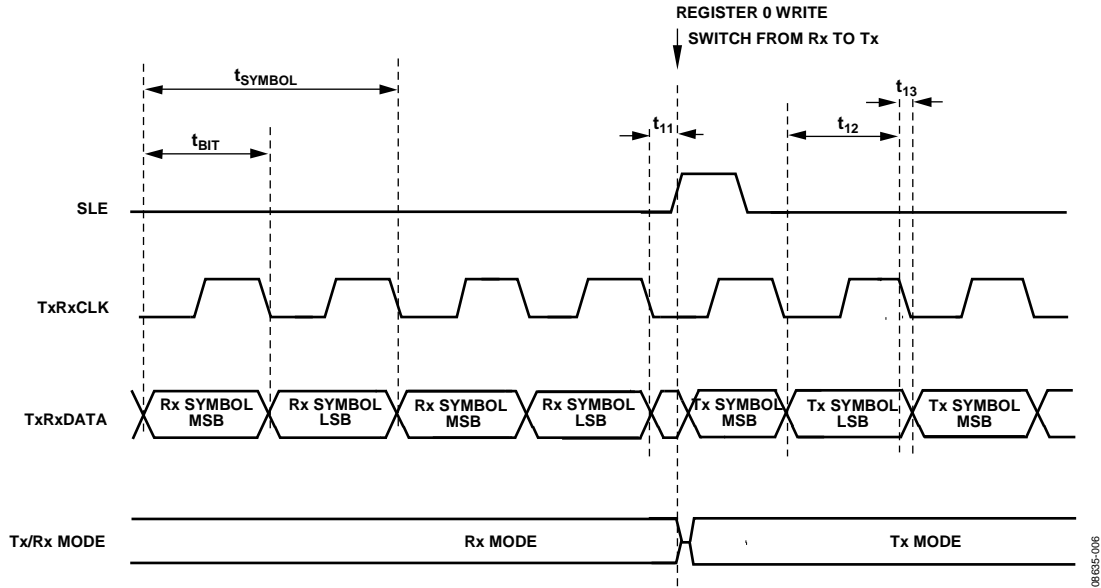 REGISTER 0 WRITE
SWITCH FROM Rx TO Tx
tSYMBOL
t13
t11
t12
tBIT
SLE
TxRxCLK
TxRxDATA
Rx SYMBOL
MSB
Rx SYMBOL
LSB
Rx SYMBOL
MSB
Rx SYMBOL
LSB
Tx SYMBOL
MSB
Tx SYMBOL
LSB
Tx SYMBOL
MSB
Tx/Rx MODE
Rx MODE
Tx MODE
08635-006